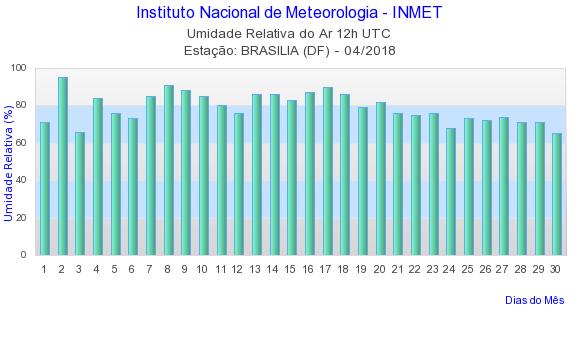 Instituto Nacional de Meteorologia - INMET
Umidade Relativa do Ar 12h UTC
Estação: BRASILIA (DF) - 04/2018
Umidade Relativa (%)
100
80
60
40
20
0
1 2 3 4 5 6 7 8 9 10 11 12 13 14 15 16 17 18 19 20 21 22 23 24 25 26 27 28 29 30
Dias do Mês